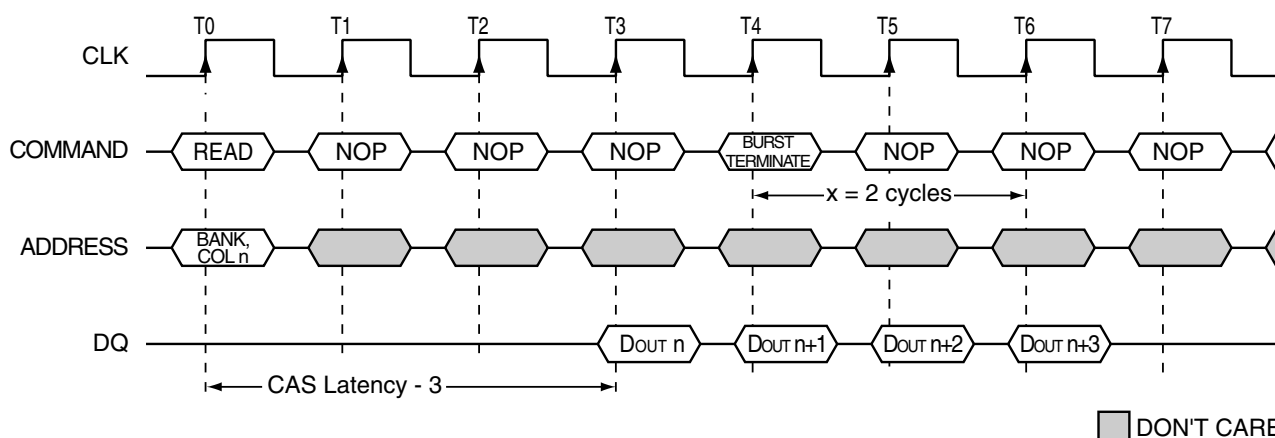 T0 T1 T2 T3 T4 T5 T6 T7
CLK
COMMAND READ NOP NOP NOP BURST TERMINATE NOP NOP NOP
x = 2 cycles
ADDRESS BANK, COL n
DQ DOUT n DOUT n+1 DOUT n+2 DOUT n+3
CAS Latency - 3
DON'T CARE